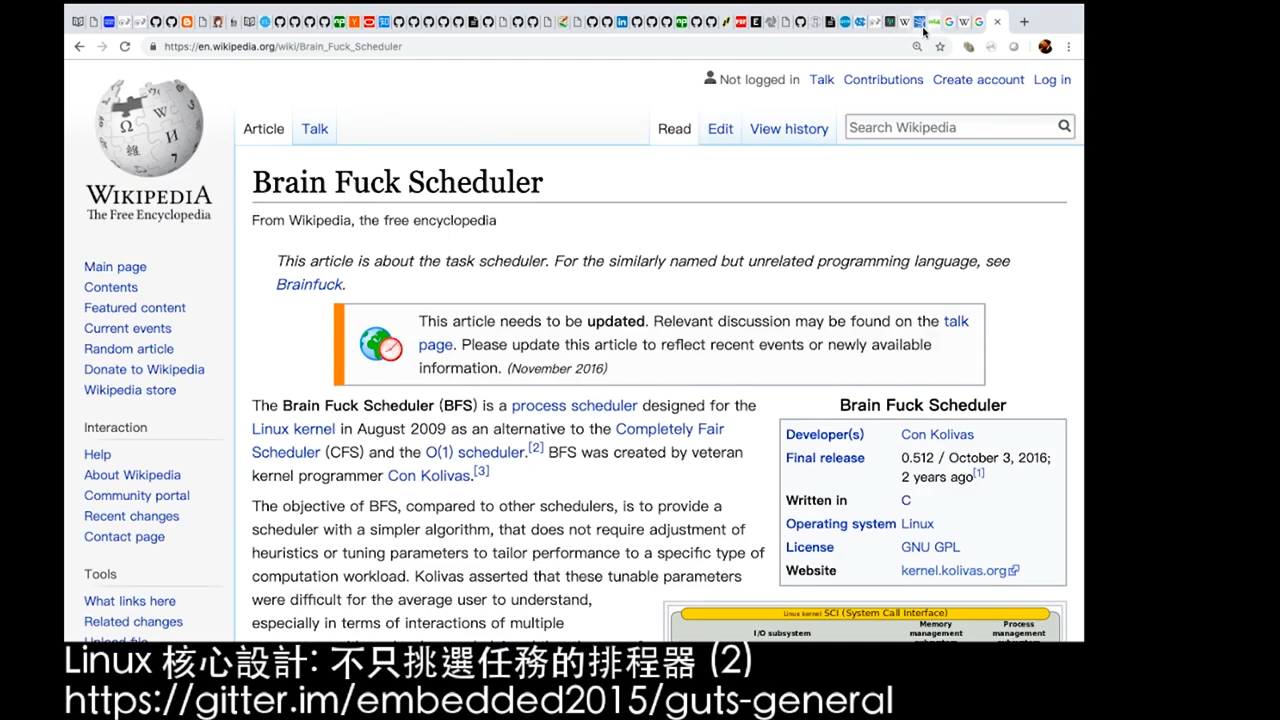 https://en.wikipedia.org/wiki/Brain_Fuck_Scheduler
Not logged in Talk Contributions Create account Log in
Article Talk Read Edit View history Search Wikipedia
WIKIPEDIA
The Free Encyclopedia
Main page
Contents
Featured content
Current events
Random article
Donate to Wikipedia
Wikipedia store
Interaction
Help
About Wikipedia
Community portal
Recent changes
Contact page
Tools
What links here
Related changes
Upload file
Brain Fuck Scheduler
From Wikipedia, the free encyclopedia
This article is about the task scheduler. For the similarly named but unrelated programming language, see
Brainfuck.
This article needs to be updated. Relevant discussion may be found on the talk
page. Please update this article to reflect recent events or newly available
information. (November 2016)
The Brain Fuck Scheduler (BFS) is a process scheduler designed for the
Linux kernel in August 2009 as an alternative to the Completely Fair
Scheduler (CFS) and the O(1) scheduler.[2] BFS was created by veteran
kernel programmer Con Kolivas.[3]
The objective of BFS, compared to other schedulers, is to provide a
scheduler with a simpler algorithm, that does not require adjustment of
heuristics or tuning parameters to tailor performance to a specific type of
computation workload. Kolivas asserted that these tunable parameters
were difficult for the average user to understand,
especially in terms of interactions of multiple
Brain Fuck Scheduler
Developer(s) Con Kolivas
Final release 0.512 / October 3, 2016;
2 years ago[1]
Written in C
Operating system Linux
License GNU GPL
Website kernel.kolivas.org
Linux kernel SCI (System Call Interface)
I/O subsystem
Memory
management
Process
management
Linux 核心設計: 不只挑選任務的排程器 (2)
https://gitter.im/embedded2015/guts-general